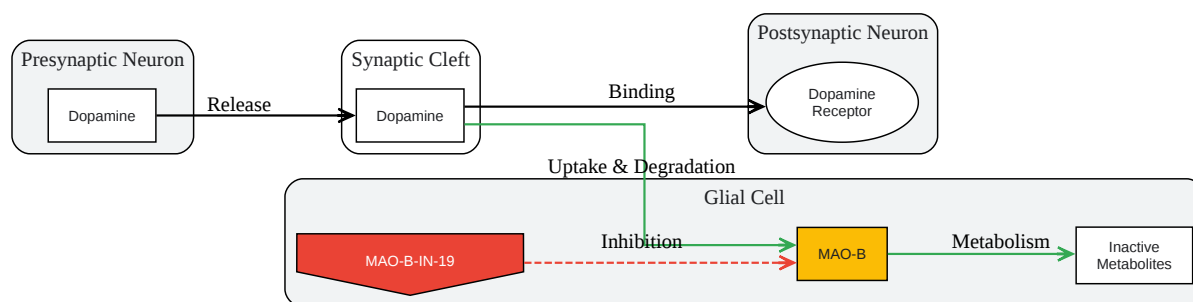 Presynaptic Neuron
Dopamine
Release
Synaptic Cleft
Dopamine
Binding
Postsynaptic Neuron
Dopamine
Receptor
Uptake & Degradation
Glial Cell
MAO-B-IN-19
Inhibition
MAO-B
Metabolism
Inactive
Metabolites